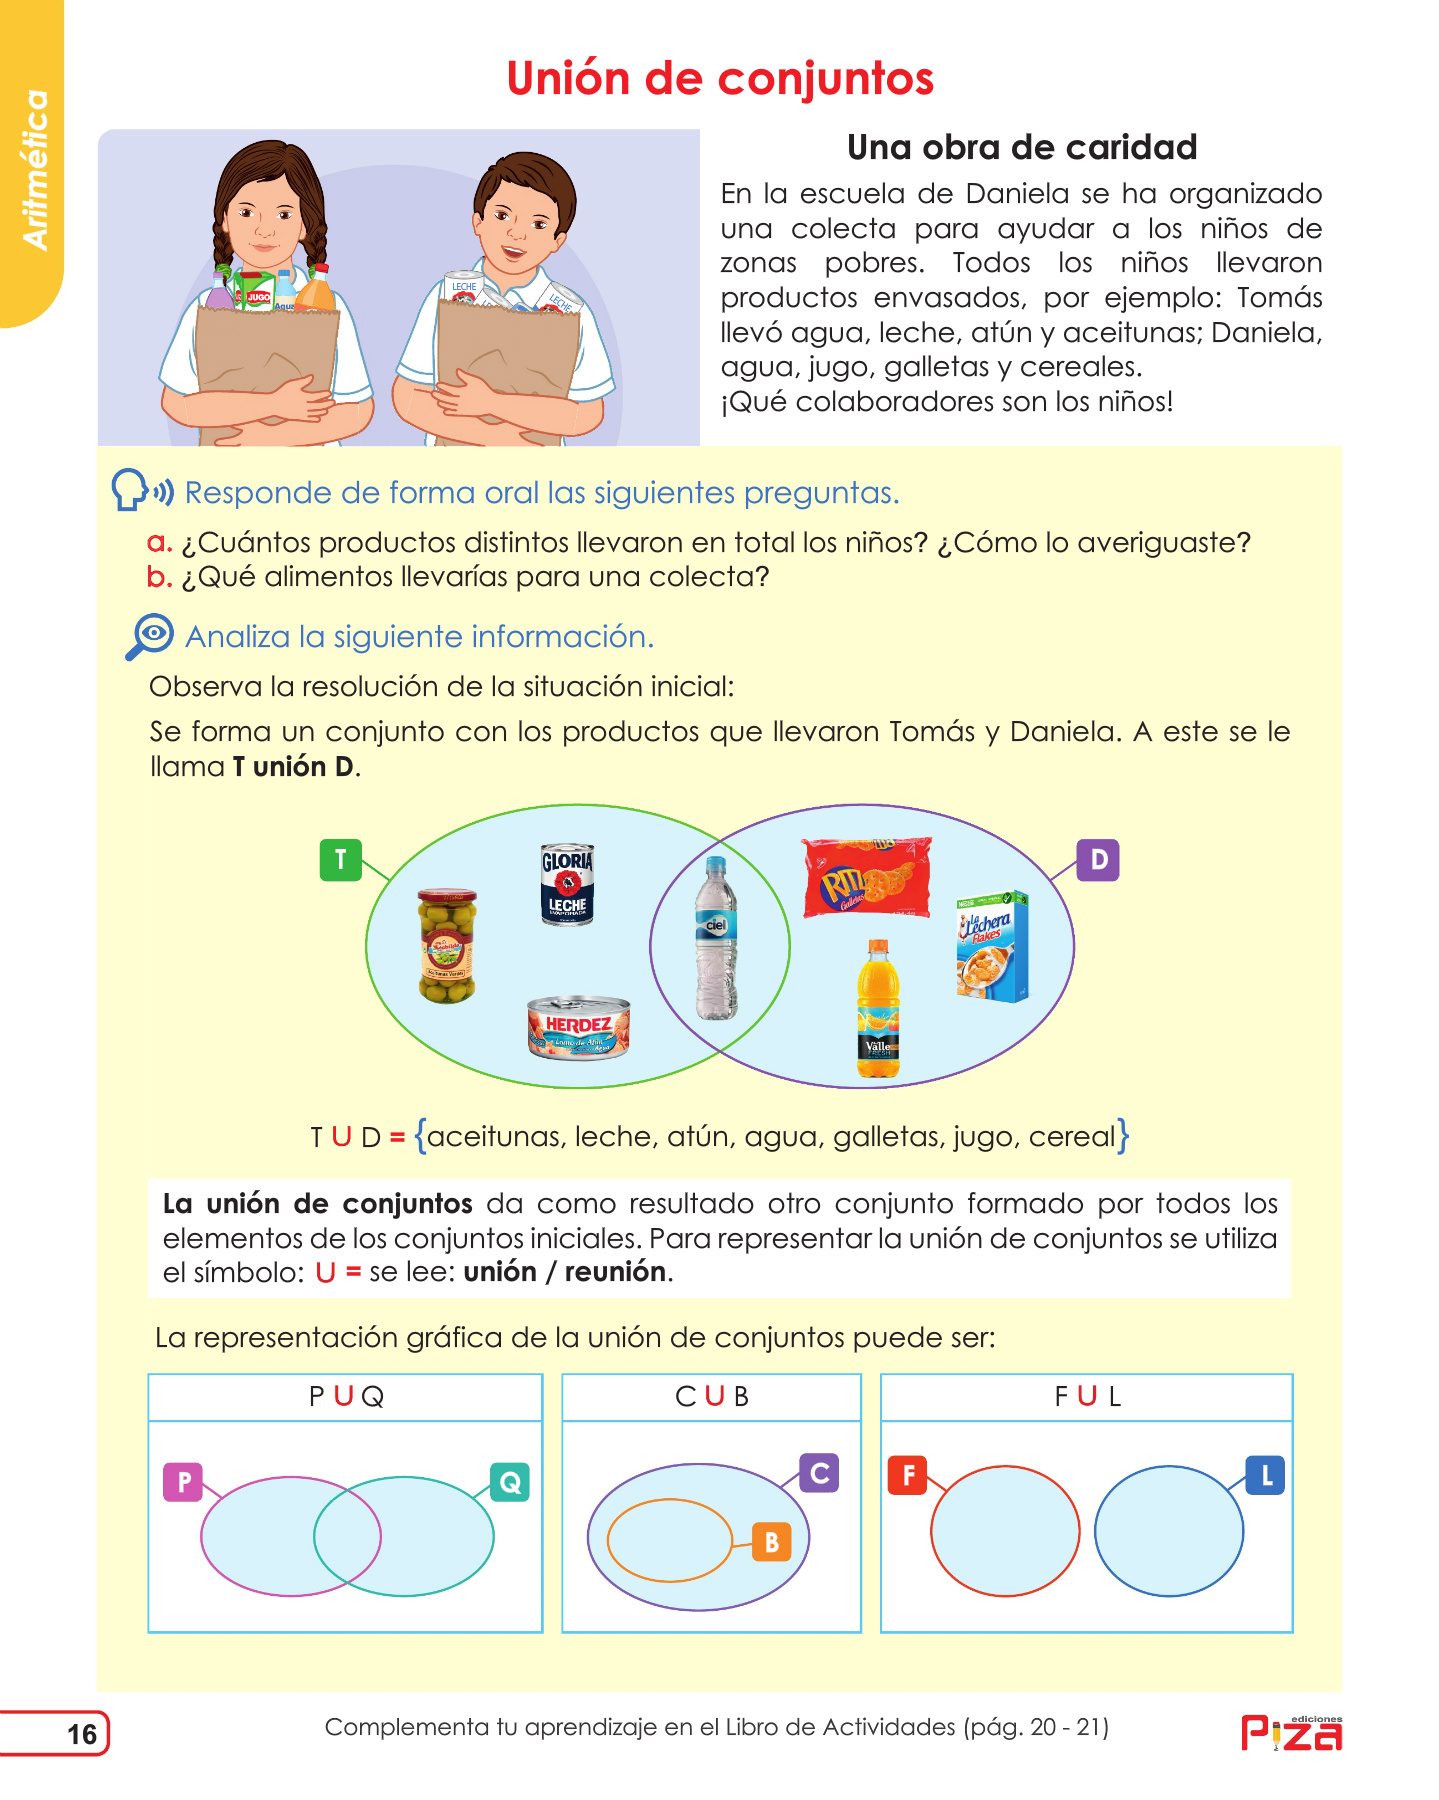 Aritmética
Unión de conjuntos
Una obra de caridad
En la escuela de Daniela se ha organizado
una colecta para ayudar a los niños de
zonas pobres. Todos los niños llevaron
productos envasados, por ejemplo: Tomás
llevó agua, leche, atún y aceitunas; Daniela,
agua, jugo, galletas y cereales.
¡Qué colaboradores son los niños!
JUGO
Agua
LECHE
LECHE
Responde de forma oral las siguientes preguntas.
a. ¿Cuántos productos distintos llevaron en total los niños? ¿Cómo lo averiguaste?
b. ¿Qué alimentos llevarías para una colecta?
Analiza la siguiente información.
Observa la resolución de la situación inicial:
Se forma un conjunto con los productos que llevaron Tomás y Daniela. A este se le
llama T unión D.
T
D
GLORIA
LECHE
EVAPORADA
ciel
RITZ
Galletas
La Lechera
Flakes
HERDEZ
Lomo de Atún
Agua
Valle
FRESH
T U D = {aceitunas, leche, atún, agua, galletas, jugo, cereal}
La unión de conjuntos da como resultado otro conjunto formado por todos los
elementos de los conjuntos iniciales. Para representar la unión de conjuntos se utiliza
el símbolo: U = se lee: unión / reunión.
La representación gráfica de la unión de conjuntos puede ser:
P U Q
C U B
F U L
P
Q
C
B
F
L
16
Complementa tu aprendizaje en el Libro de Actividades (pág. 20 - 21)
ediciones
Piza